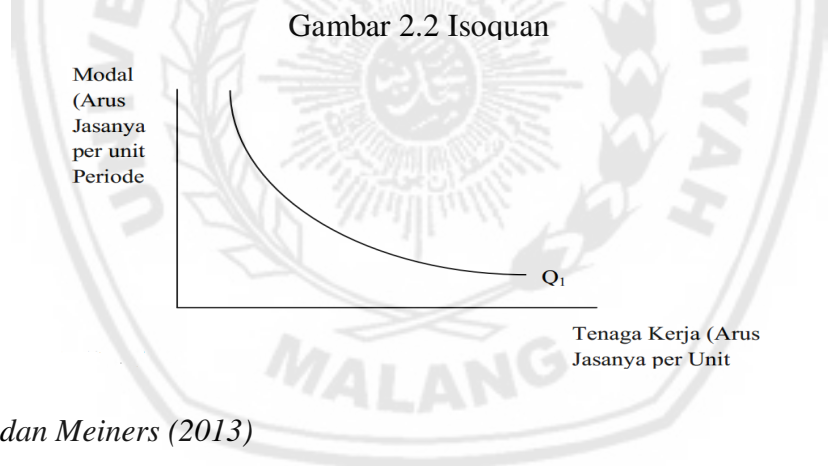 Gambar 2.2 Isoquan
Modal
(Arus
Jasanya
per unit
Periode
Q₁
Tenaga Kerja (Arus
Jasanya per Unit
MALANG
dan Meiners (2013)